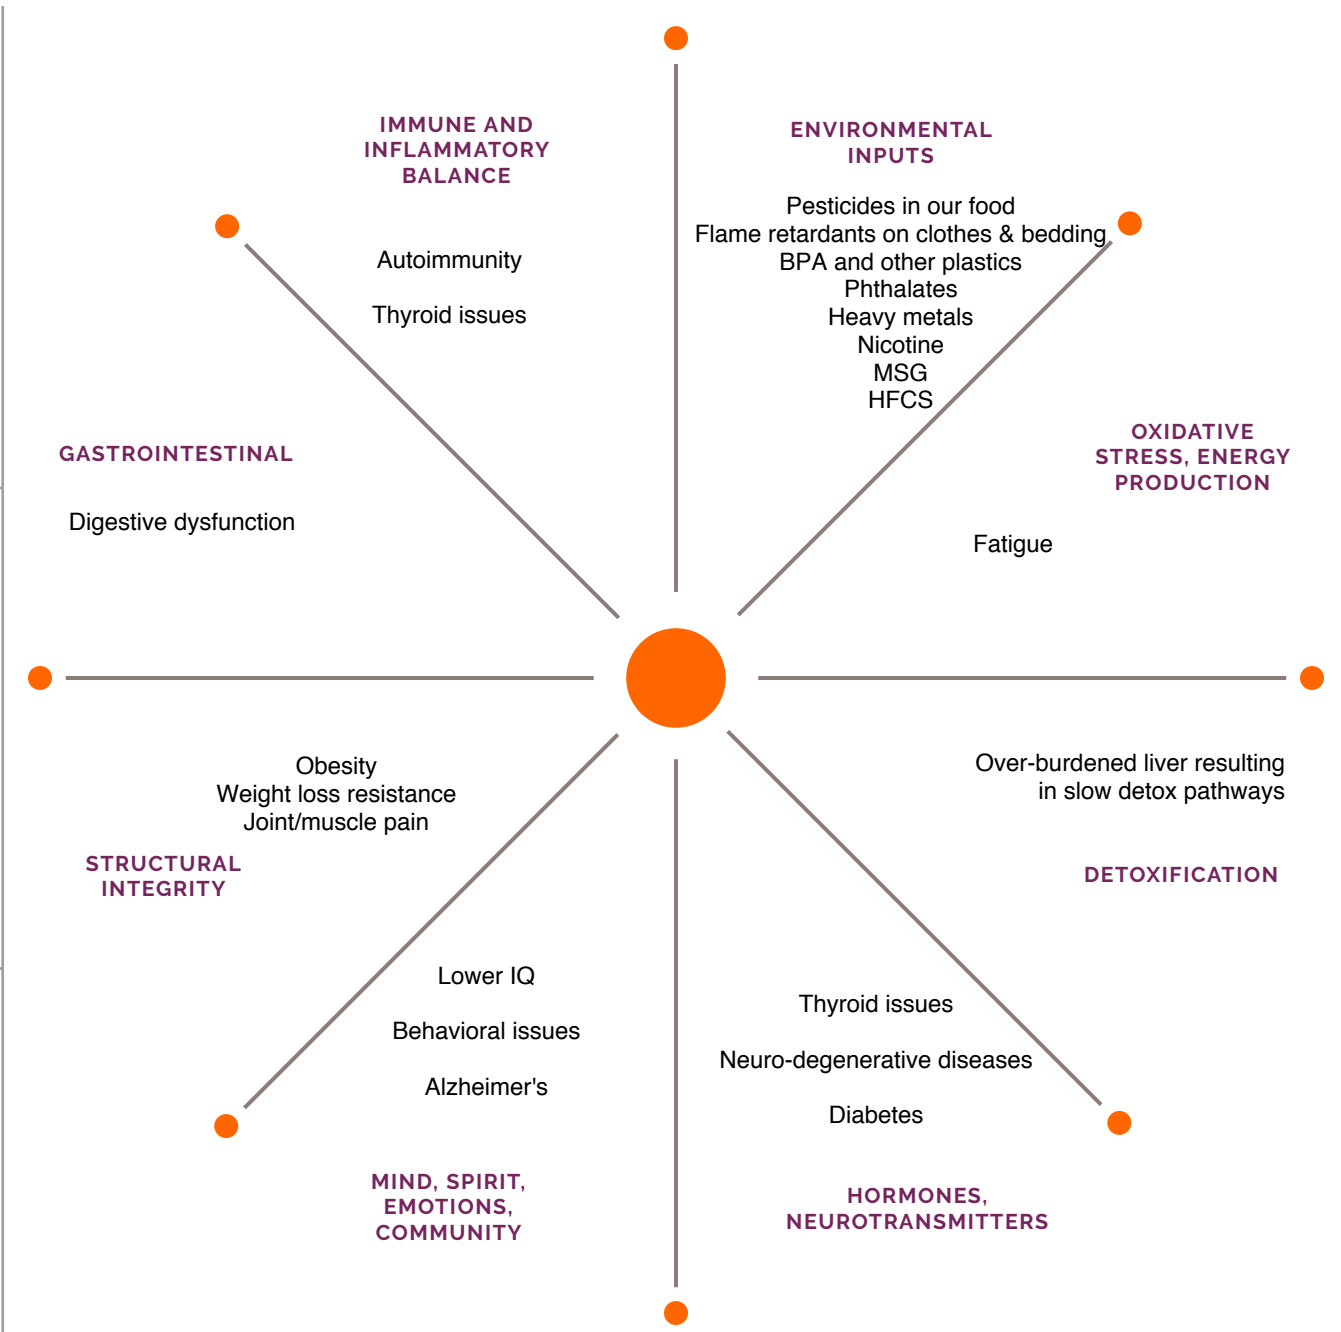 IMMUNE AND
INFLAMMATORY
BALANCE
Autoimmunity
Thyroid issues
ENVIRONMENTAL
INPUTS
Pesticides in our food
Flame retardants on clothes & bedding
BPA and other plastics
Phthalates
Heavy metals
Nicotine
MSG
HFCS
GASTROINTESTINAL
Digestive dysfunction
OXIDATIVE
STRESS, ENERGY
PRODUCTION
Fatigue
Obesity
Weight loss resistance
Joint/muscle pain
STRUCTURAL
INTEGRITY
Over-burdened liver resulting
in slow detox pathways
DETOXIFICATION
Lower IQ
Behavioral issues
Alzheimer's
MIND, SPIRIT,
EMOTIONS,
COMMUNITY
Thyroid issues
Neuro-degenerative diseases
Diabetes
HORMONES,
NEUROTRANSMITTERS